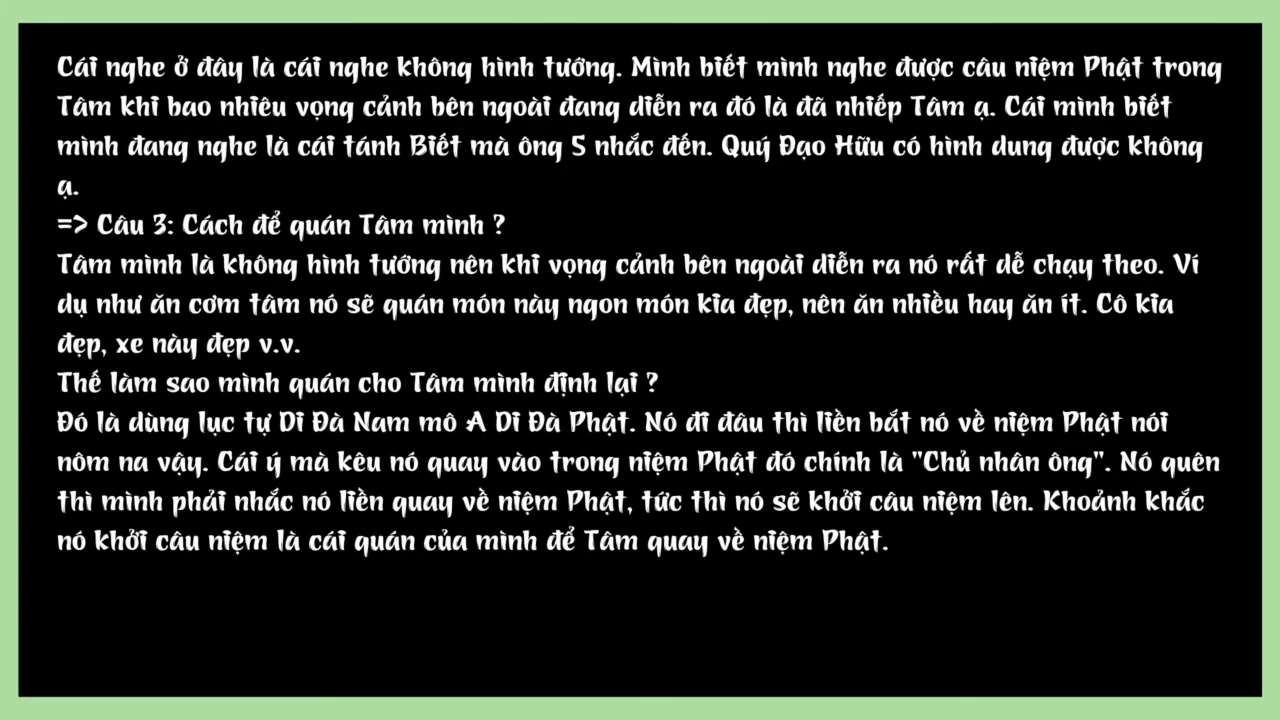 Cái nghe ở đây là cái nghe không hình tướng. Mình biết mình nghe được câu niệm Phật trong
Tâm khi bao nhiêu vọng cảnh bên ngoài đang diễn ra đó là đã nhiếp Tâm ạ. Cái mình biết
mình đang nghe là cái tánh Biết mà ông 5 nhắc đến. Quý Đạo Hữu có hình dung được không
ạ.
=> Câu 3: Cách để quán Tâm mình ?
Tâm mình là không hình tướng nên khi vọng cảnh bên ngoài diễn ra nó rất dễ chạy theo. Ví
dụ như ăn cơm tâm nó sẽ quán món này ngon món kia đẹp, nên ăn nhiều hay ăn ít. Cô kia
đẹp, xe này đẹp v.v.
Thế làm sao mình quán cho Tâm mình định lại ?
Đó là dùng lục tự Di Đà Nam mô A Di Đà Phật. Nó đi đâu thì liền bắt nó về niệm Phật nói
nôm na vậy. Cái ý mà kêu nó quay vào trong niệm Phật đó chính là "Chủ nhân ông". Nó quên
thì mình phải nhắc nó liền quay về niệm Phật, tức thì nó sẽ khởi câu niệm lên. Khoảnh khắc
nó khởi câu niệm là cái quán của mình để Tâm quay về niệm Phật.